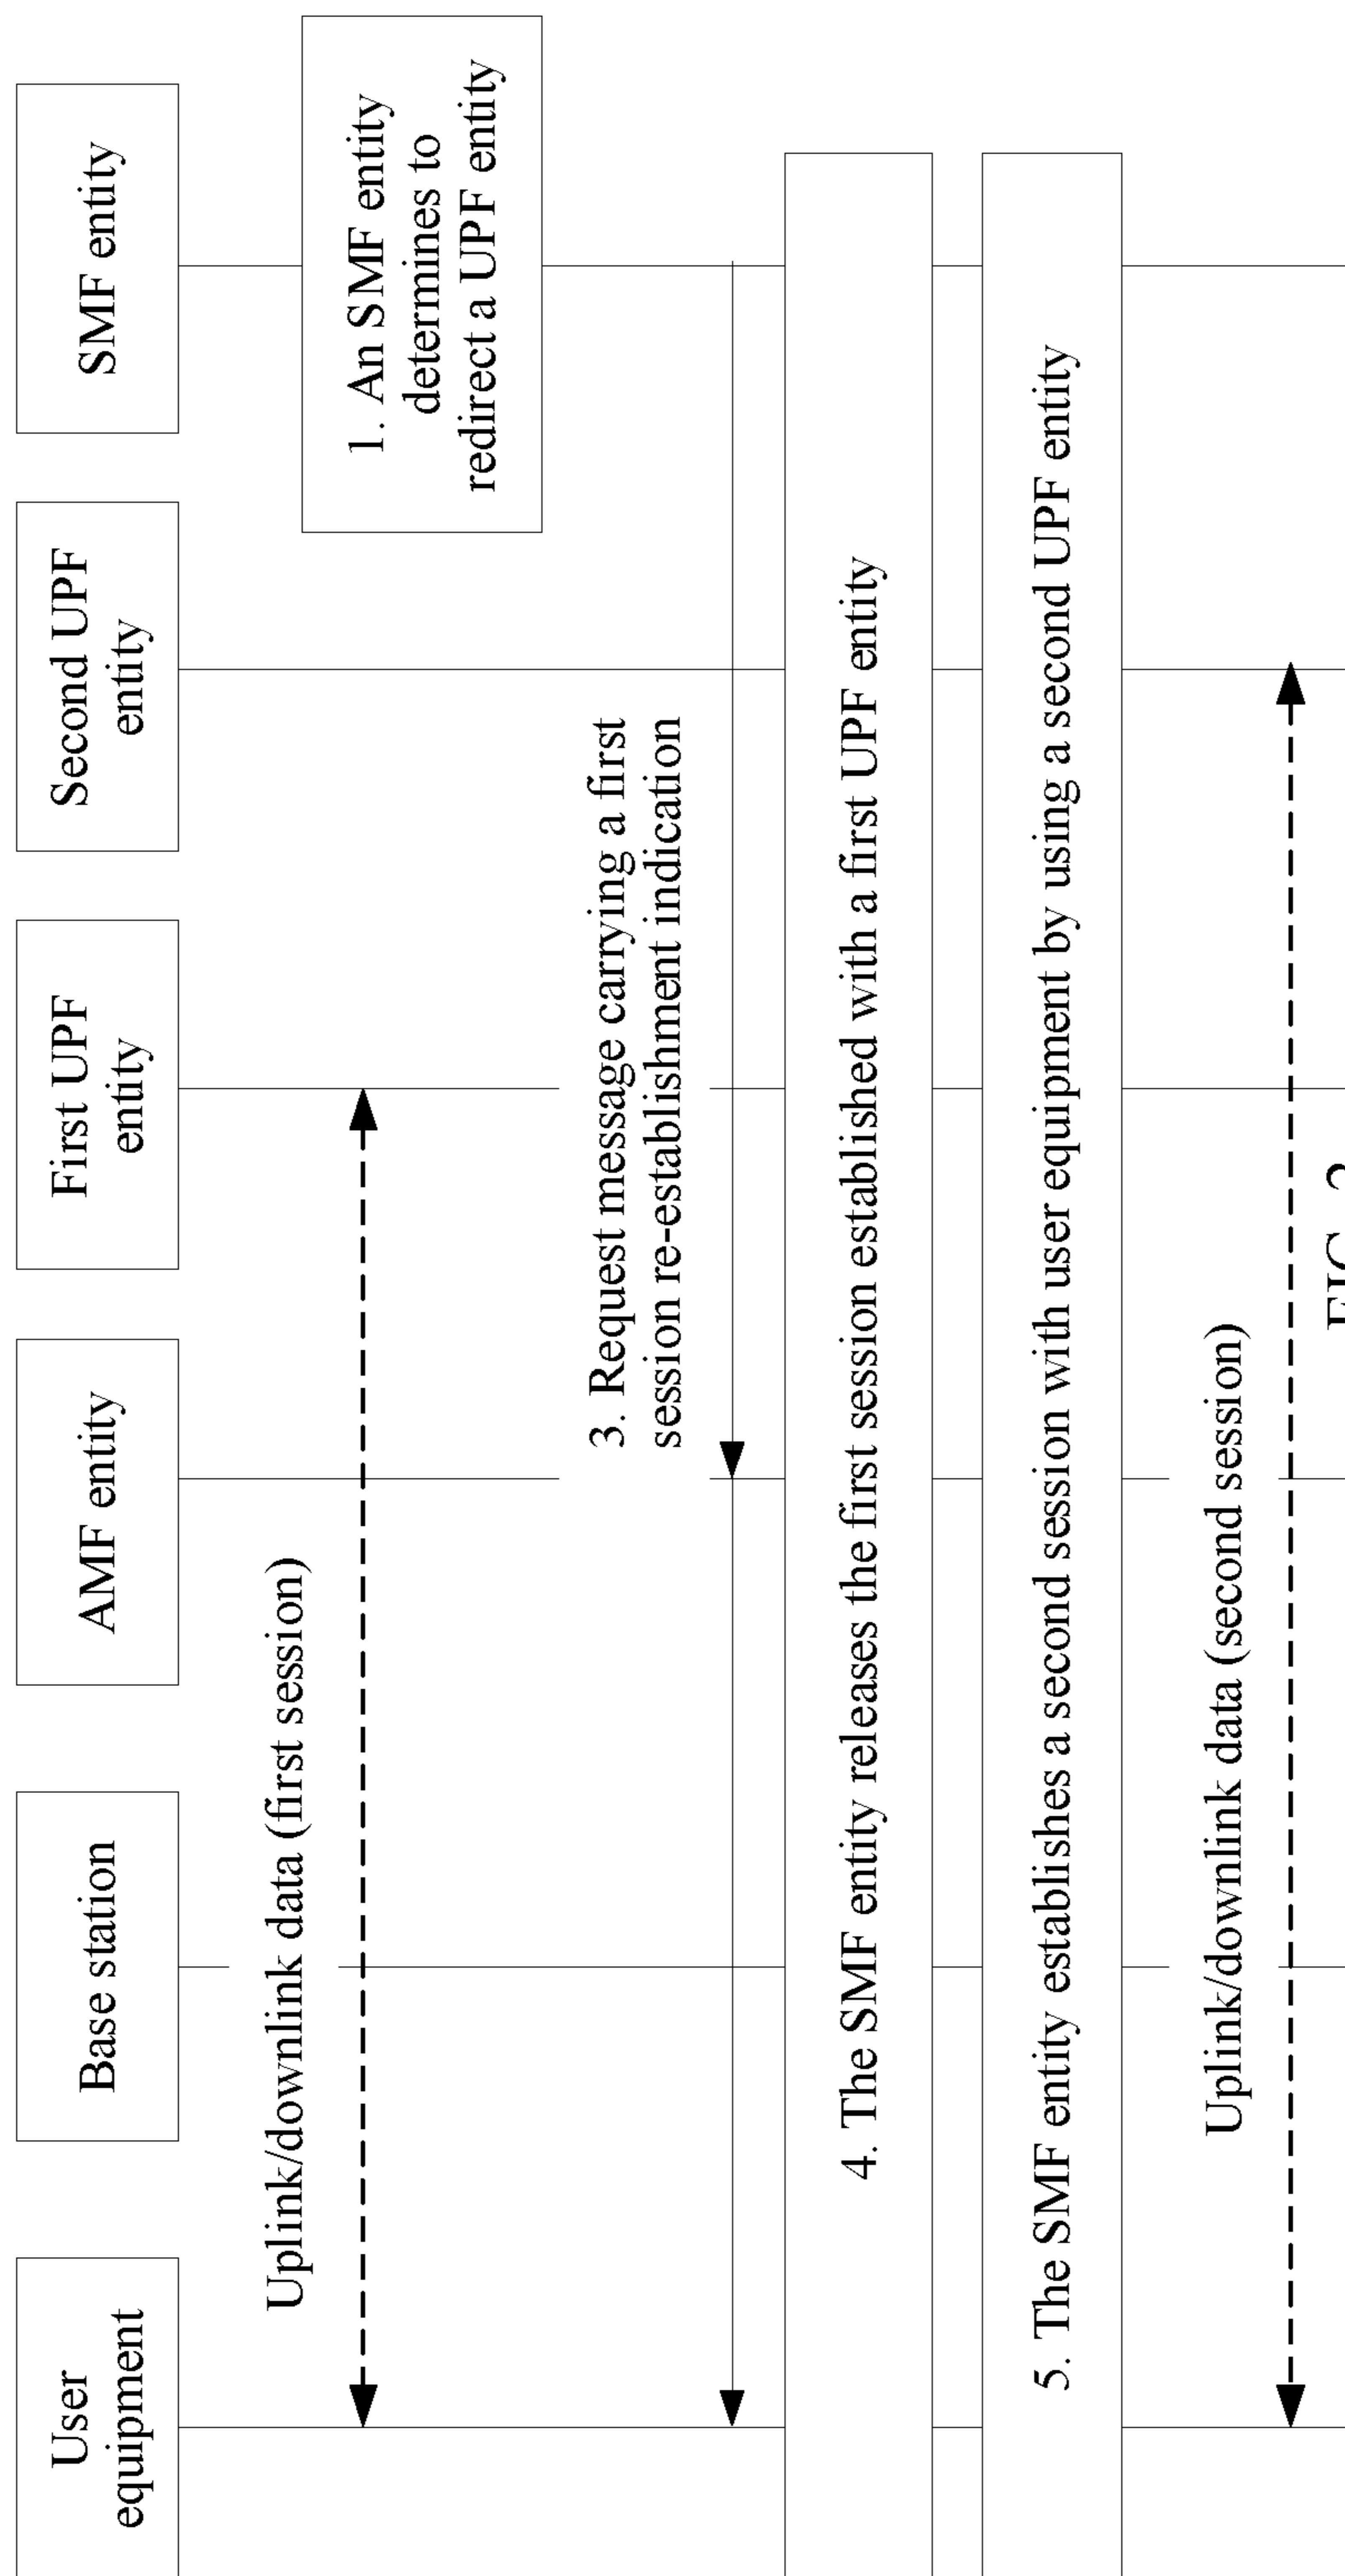 User
equipment
Base station
AMF entity
First UPF
entity
Second UPF
entity
SMF entity
Uplink/downlink data (first session)
1. An SMF entity
determines to
redirect a UPF entity
3. Request message carrying a first
session re-establishment indication
4. The SMF entity releases the first session established with a first UPF entity
5. The SMF entity establishes a second session with user equipment by using a second UPF entity
Uplink/downlink data (second session)